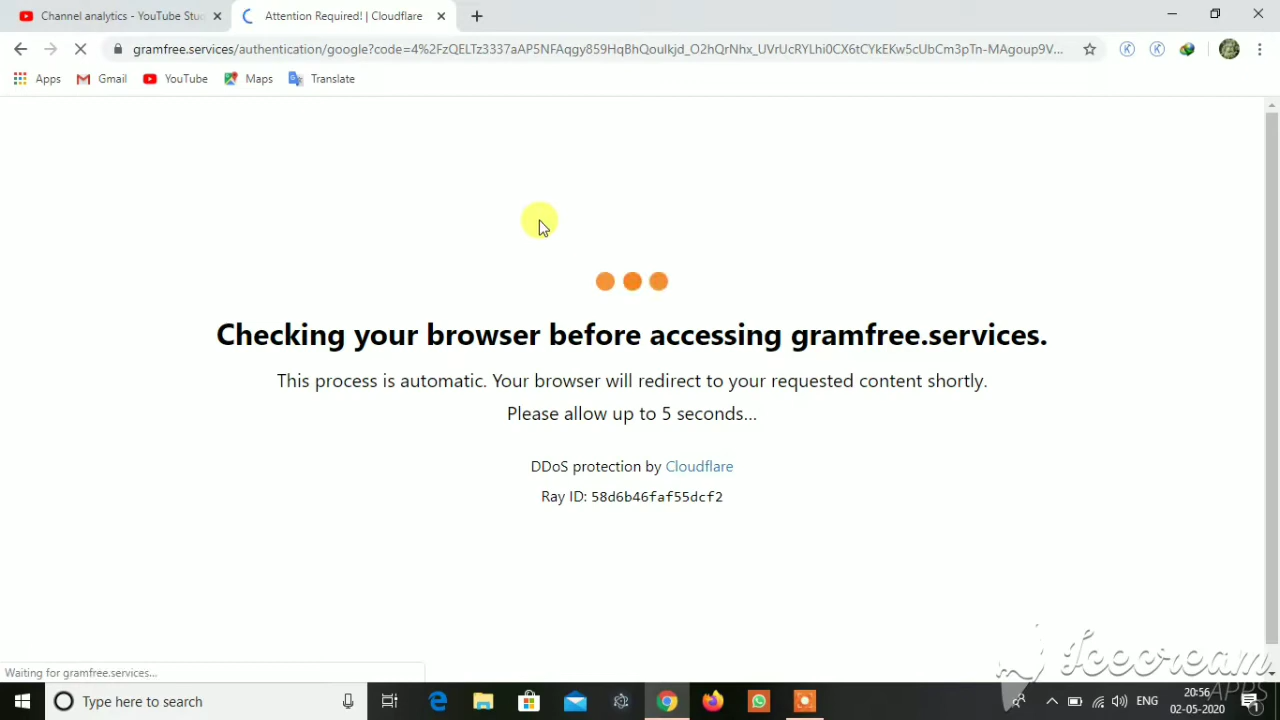 Channel analytics - YouTube Stu
Attention Required! | Cloudflare
gramfree.services/authentication/google?code=4%2FzQELTz3337aAP5NFAqgy859HqBhQoulkjd_O2hQrNhx_UVrUcRYLhi0CX6tCYkEKw5cUbCm3pTn-MAgoup9V...
Apps
Gmail
YouTube
Maps
Translate
Checking your browser before accessing gramfree.services.
This process is automatic. Your browser will redirect to your requested content shortly.
Please allow up to 5 seconds...
DDoS protection by Cloudflare
Ray ID: 58d6b46faf55dcf2
Waiting for gramfree.services...
Icecream
APPS
Type here to search
ENG
20:56
02-05-2020
1